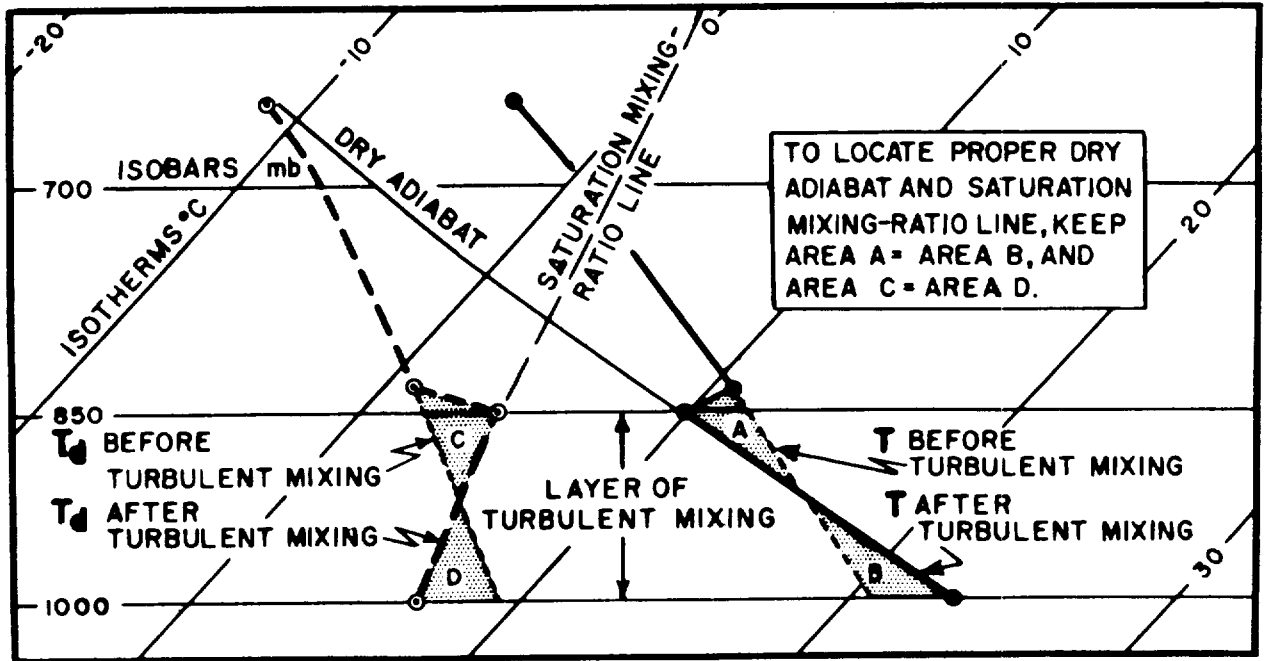 -20
-10
0
10
SATURATION MIXING-
RATIO LINE
DRY ADIABAT
ISOBARS mb
700
ISOTHERMS °C
TO LOCATE PROPER DRY
ADIABAT AND SATURATION
MIXING-RATIO LINE, KEEP
AREA A = AREA B, AND
AREA C = AREA D.
20
850
C
A
Td BEFORE
TURBULENT MIXING
T BEFORE
TURBULENT MIXING
LAYER OF
TURBULENT MIXING
Td AFTER
TURBULENT MIXING
T AFTER
TURBULENT MIXING
D
B
30
1000